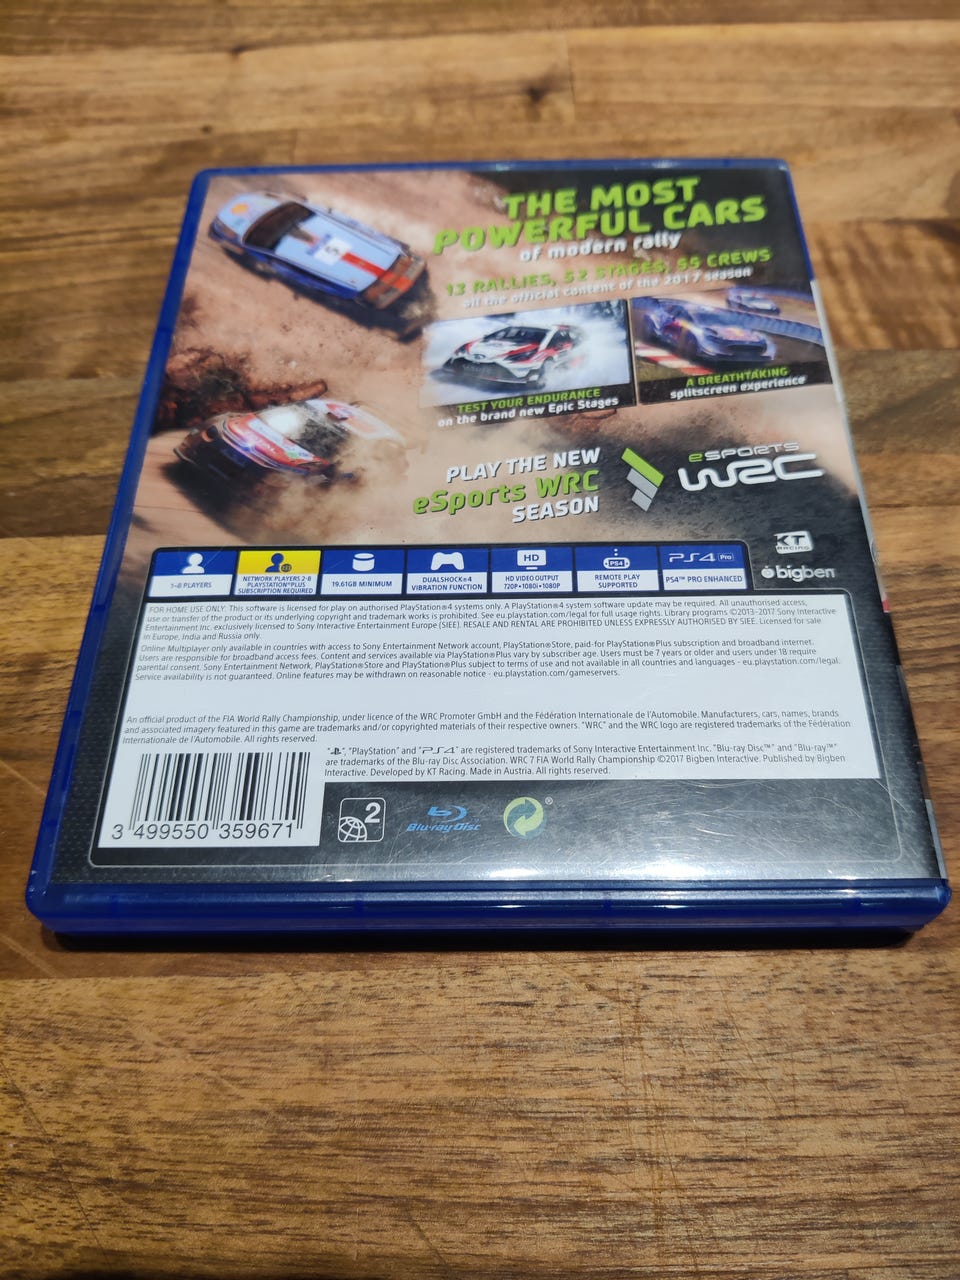 THE MOST
POWERFUL CARS
of modern rally
13 RALLIES, 52 STAGES, 55 CREWS
all the official content of the 2017 season
TEST YOUR ENDURANCE
on the brand new Epic Stages
A BREATHTAKING
splitscreen experience
PLAY THE NEW
eSports WRC
SEASON
eSPORTS
WRC
KT
RACING
bigben
1-8 PLAYERS
NETWORK PLAYERS 2-8
PLAYSTATION®PLUS
SUBSCRIPTION REQUIRED
19.61GB MINIMUM
DUALSHOCK®4
VIBRATION FUNCTION
HD
HD VIDEO OUTPUT
720P•1080i•1080P
PS4
REMOTE PLAY
SUPPORTED
PS4 Pro
PS4™ PRO ENHANCED
FOR HOME USE ONLY: This software is licensed for play on authorised PlayStation®4 systems only. A PlayStation®4 system software update may be required. All unauthorised access,
use or transfer of the product or its underlying copyright and trademark works is prohibited. See eu.playstation.com/legal for full usage rights. Library programs ©2013-2017 Sony Interactive
Entertainment Inc. exclusively licensed to Sony Interactive Entertainment Europe (SIEE). RESALE AND RENTAL ARE PROHIBITED UNLESS EXPRESSLY AUTHORISED BY SIEE. Licensed for sale
in Europe, India and Russia only.
Online Multiplayer only available in countries with access to Sony Entertainment Network account, PlayStation®Store, paid-for PlayStation®Plus subscription and broadband internet.
Users are responsible for broadband access fees. Content and services available via PlayStation®Plus vary by subscriber age. Users must be 7 years or older and users under 18 require
parental consent. Sony Entertainment Network, PlayStation®Store and PlayStation®Plus subject to terms of use and not available in all countries and languages - eu.playstation.com/legal.
Service availability is not guaranteed. Online features may be withdrawn on reasonable notice - eu.playstation.com/gameservers.
An official product of the FIA World Rally Championship, under licence of the WRC Promoter GmbH and the Fédération Internationale de l'Automobile. Manufacturers, cars, names, brands
and associated imagery featured in this game are trademarks and/or copyrighted materials of their respective owners. "WRC" and the WRC logo are registered trademarks of the Fédération
Internationale de l'Automobile. All rights reserved.
" ", "PlayStation" and "PS4" are registered trademarks of Sony Interactive Entertainment Inc. "Blu-ray Disc™" and "Blu-ray™"
are trademarks of the Blu-ray Disc Association. WRC 7 FIA World Rally Championship ©2017 Bigben Interactive. Published by Bigben
Interactive. Developed by KT Racing. Made in Austria. All rights reserved.
3 499550 359671
2
Blu-ray Disc
®